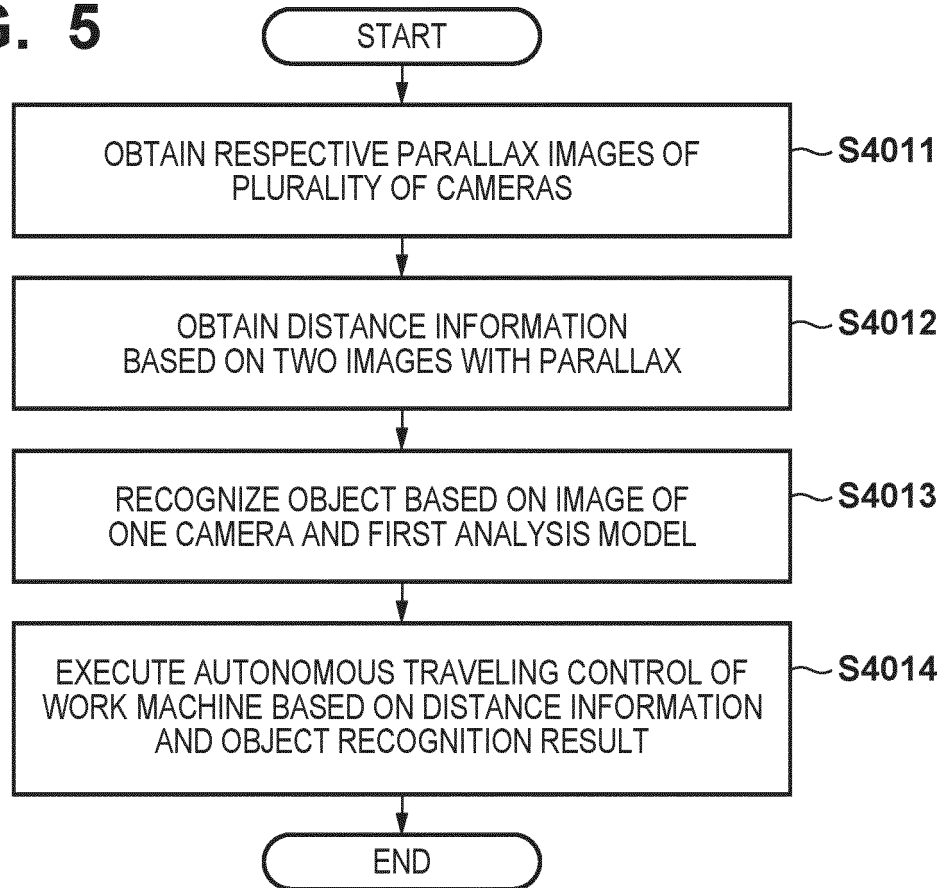 G. 5
START
OBTAIN RESPECTIVE PARALLAX IMAGES OF
PLURALITY OF CAMERAS
S4011
OBTAIN DISTANCE INFORMATION
BASED ON TWO IMAGES WITH PARALLAX
S4012
RECOGNIZE OBJECT BASED ON IMAGE OF
ONE CAMERA AND FIRST ANALYSIS MODEL
S4013
EXECUTE AUTONOMOUS TRAVELING CONTROL OF
WORK MACHINE BASED ON DISTANCE INFORMATION
AND OBJECT RECOGNITION RESULT
S4014
END